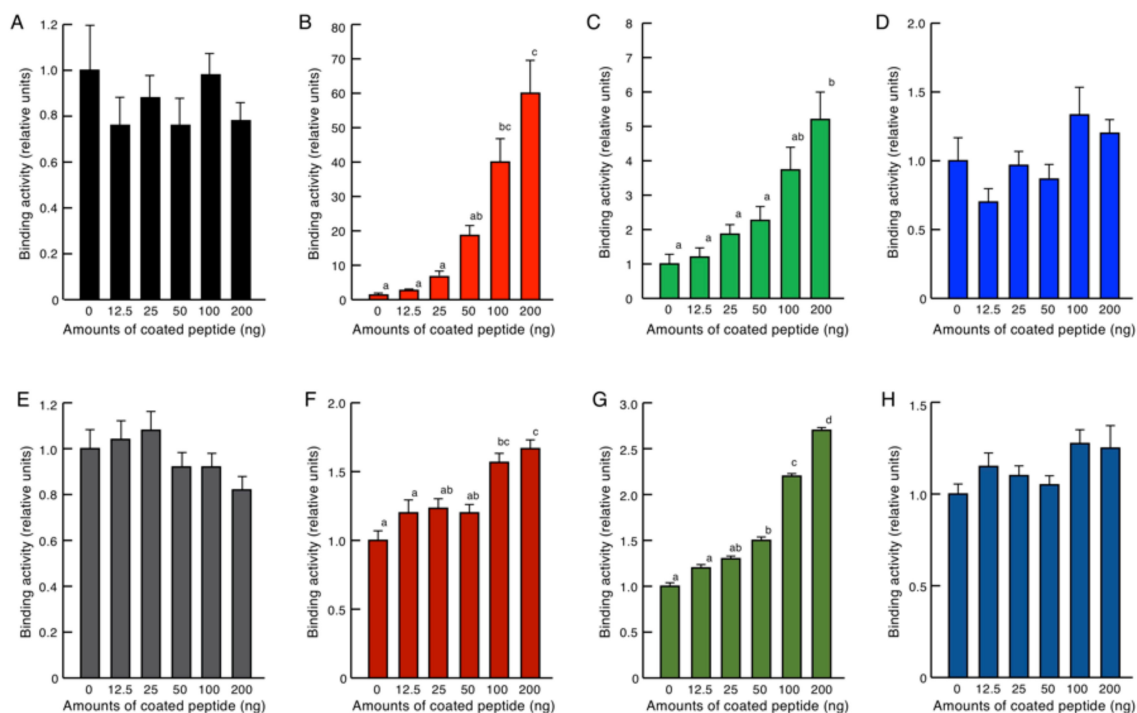 A
Binding activity (relative units)
1.2
1.0
0.8
0.6
0.4
0.2
0
0 12.5 25 50 100 200
Amounts of coated peptide (ng)
B
Binding activity (relative units)
80
70
60
50
40
30
20
10
0
a a a ab bc c
0 12.5 25 50 100 200
Amounts of coated peptide (ng)
C
Binding activity (relative units)
8
7
6
5
4
3
2
1
0
a a a a ab b
0 12.5 25 50 100 200
Amounts of coated peptide (ng)
D
Binding activity (relative units)
2.0
1.5
1.0
0.5
0
0 12.5 25 50 100 200
Amounts of coated peptide (ng)
E
Binding activity (relative units)
1.2
1.0
0.8
0.6
0.4
0.2
0
0 12.5 25 50 100 200
Amounts of coated peptide (ng)
F
Binding activity (relative units)
2.0
1.5
1.0
0.5
0
a a ab ab bc c
0 12.5 25 50 100 200
Amounts of coated peptide (ng)
G
Binding activity (relative units)
3.0
2.5
2.0
1.5
1.0
0.5
0
a a ab b c d
0 12.5 25 50 100 200
Amounts of coated peptide (ng)
H
Binding activity (relative units)
1.5
1.0
0.5
0
0 12.5 25 50 100 200
Amounts of coated peptide (ng)